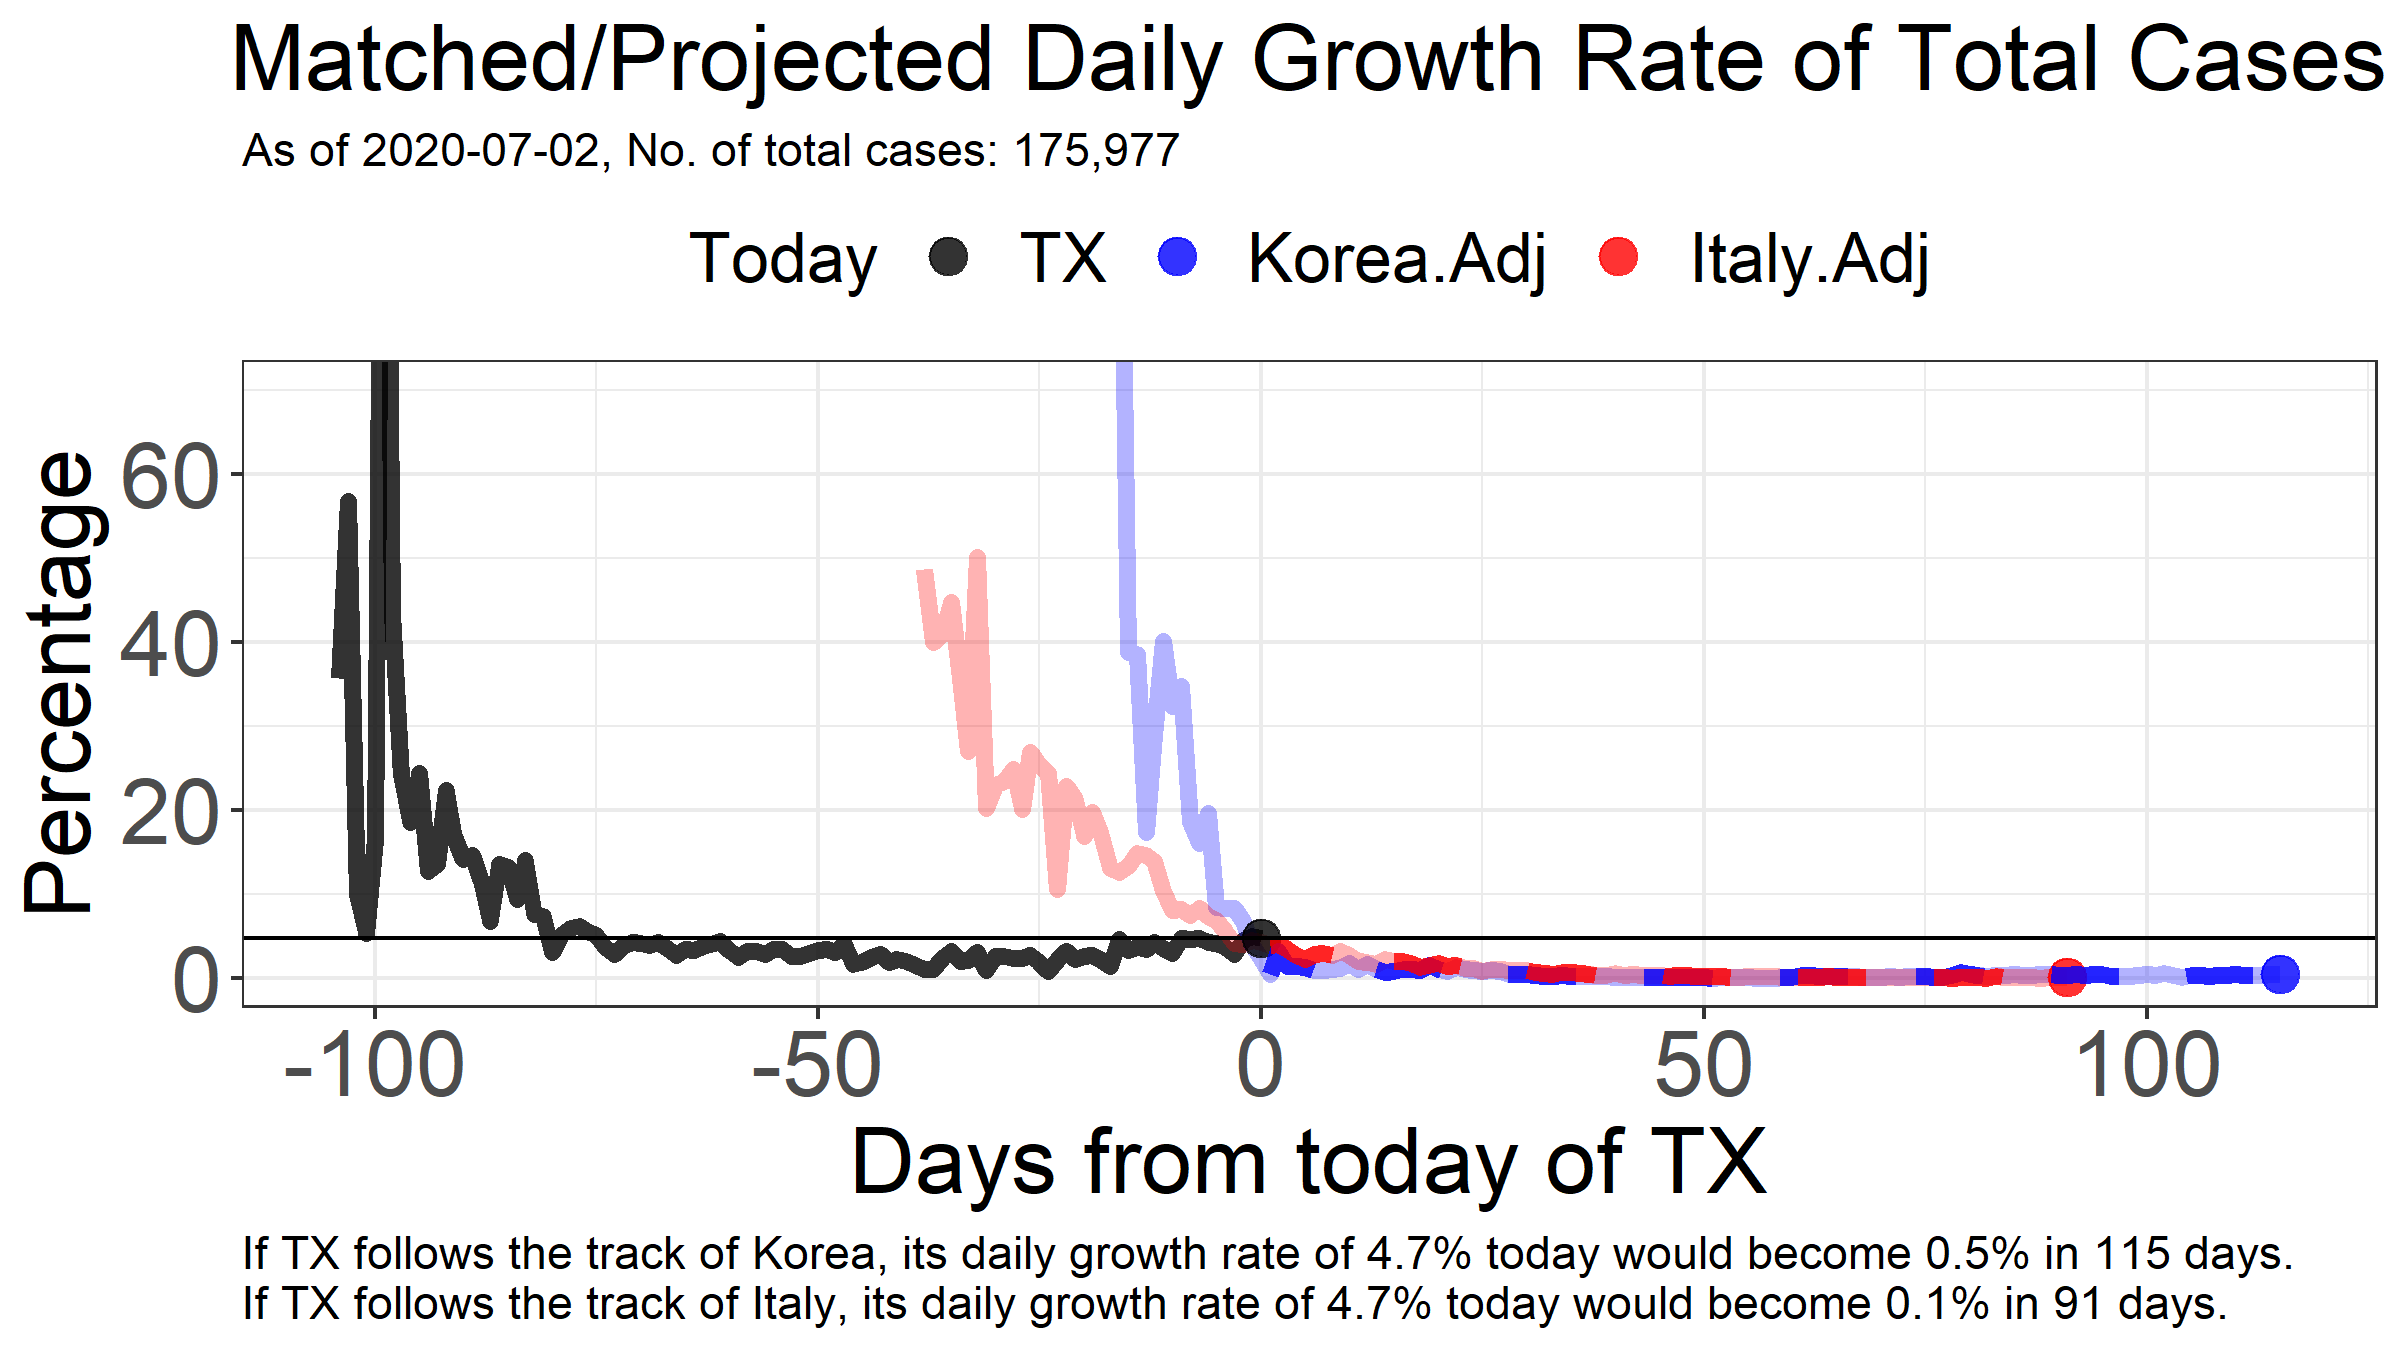 Matched/Projected Daily Growth Rate of Total Cases
As of 2020-07-02, No. of total cases: 175,977
Today TX Korea.Adj Italy.Adj
Percentage
60
40
20
0
-100 -50 0 50 100
Days from today of TX
If TX follows the track of Korea, its daily growth rate of 4.7% today would become 0.5% in 115 days.
If TX follows the track of Italy, its daily growth rate of 4.7% today would become 0.1% in 91 days.